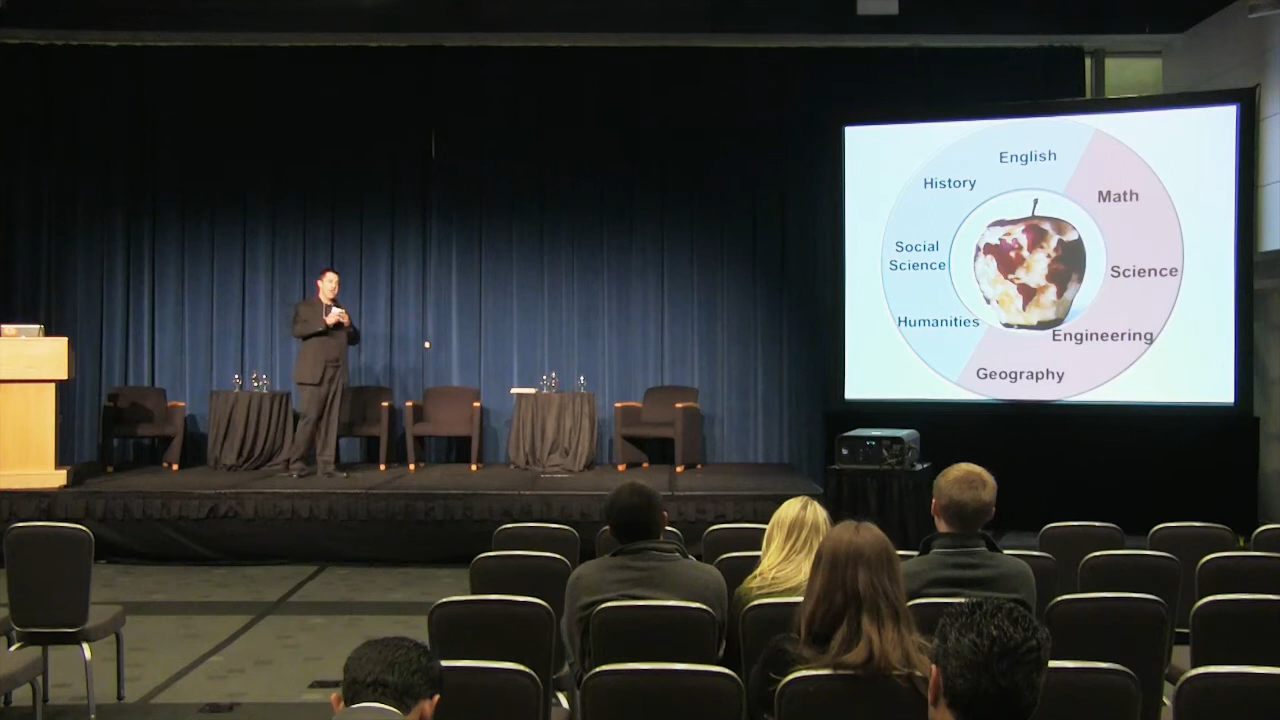 English
History
Math
Social
Science
Science
Humanities
Engineering
Geography